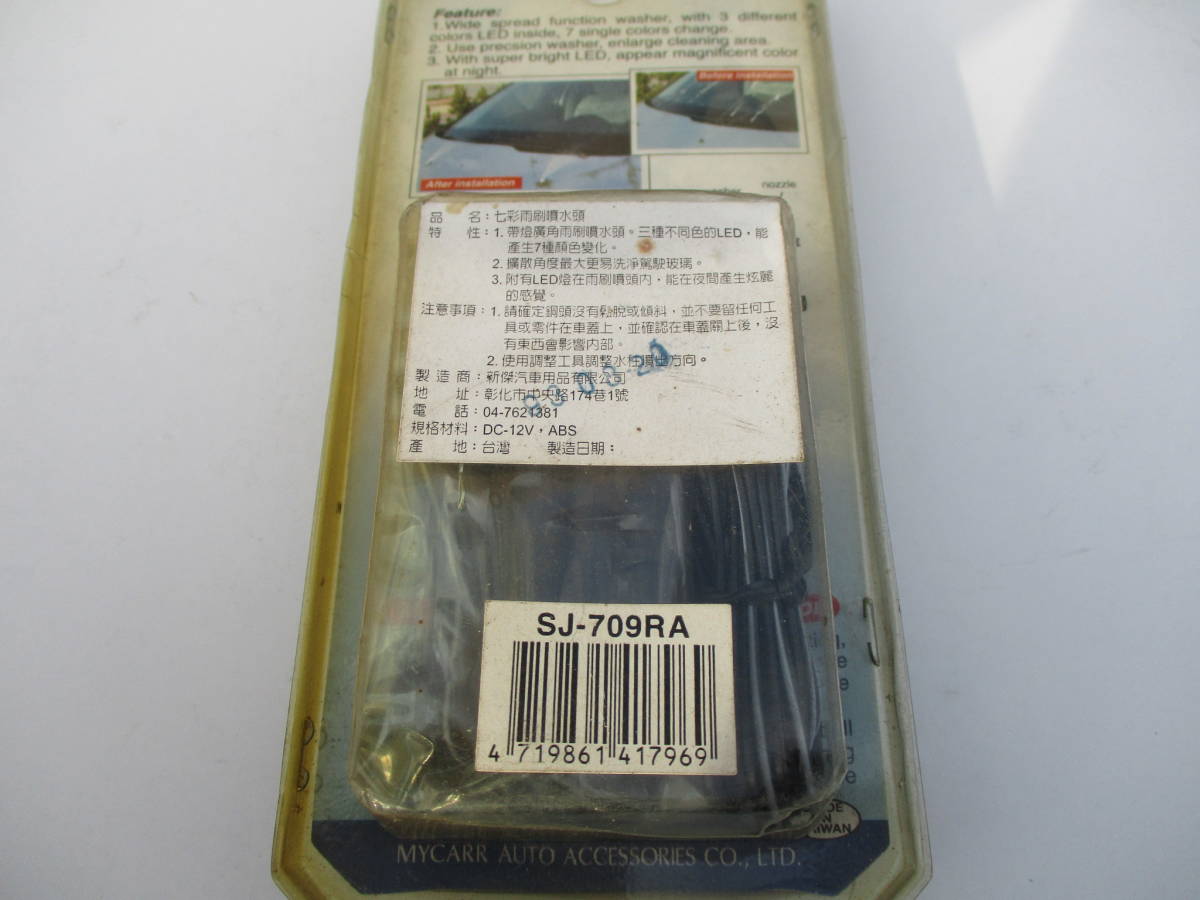 Feature:
1. Wide spread function washer, with 3 different
colors LED inside, 7 single colors change.
2. Use precsion washer, enlarge cleaning area.
3. With super bright LED, appear magnificent color
at night.
Before installation
After installation
nozzle
品 名：七彩雨刷噴水頭
特 性：1. 帶燈廣角雨刷噴水頭。三種不同色的LED，能
產生7種顏色變化。
2. 擴散角度最大更易洗淨駕駛玻璃。
3. 附有LED燈在雨刷噴頭內，能在夜間產生炫麗
的感覺。
注意事項：1. 請確定鋼頭沒有鬆脫或傾斜，並不要留任何工
具或零件在車蓋上，並確認在車蓋關上後，沒
有東西會影響內部。
2. 使用調整工具調整水柱噴出方向。
製 造 商：新傑汽車用品有限公司
地 址：彰化市中央路174巷1號
電 話：04-7621381
規格材料：DC-12V，ABS
產 地：台灣 製造日期：
SJ-709RA
4 719861 417969
MYCARR AUTO ACCESSORIES CO., LTD.